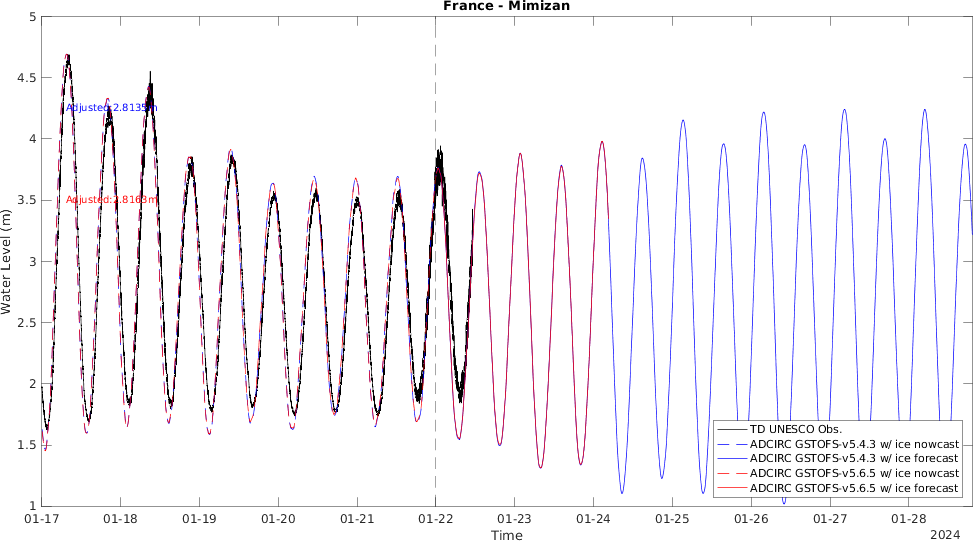 France - Mimizan
5
4.5
4
3.5
3
2.5
2
1.5
1
Water Level (m)
Adjusted:2.8135m
Adjusted:2.8163m
TD UNESCO Obs.
ADCIRC GSTOFS-v5.4.3 w/ ice nowcast
ADCIRC GSTOFS-v5.4.3 w/ ice forecast
ADCIRC GSTOFS-v5.6.5 w/ ice nowcast
ADCIRC GSTOFS-v5.6.5 w/ ice forecast
01-17 01-18 01-19 01-20 01-21 01-22 01-23 01-24 01-25 01-26 01-27 01-28
Time
2024